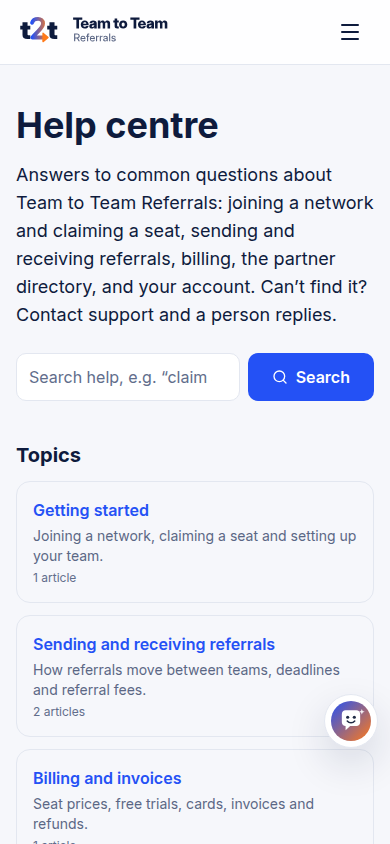 t2t
Team to Team
Referrals
Help centre
Answers to common questions about
Team to Team Referrals: joining a network
and claiming a seat, sending and
receiving referrals, billing, the partner
directory, and your account. Can’t find it?
Contact support and a person replies.
Search help, e.g. “claim
Search
Topics
Getting started
Joining a network, claiming a seat and setting up
your team.
1 article
Sending and receiving referrals
How referrals move between teams, deadlines
and referral fees.
2 articles
Billing and invoices
Seat prices, free trials, cards, invoices and
refunds.